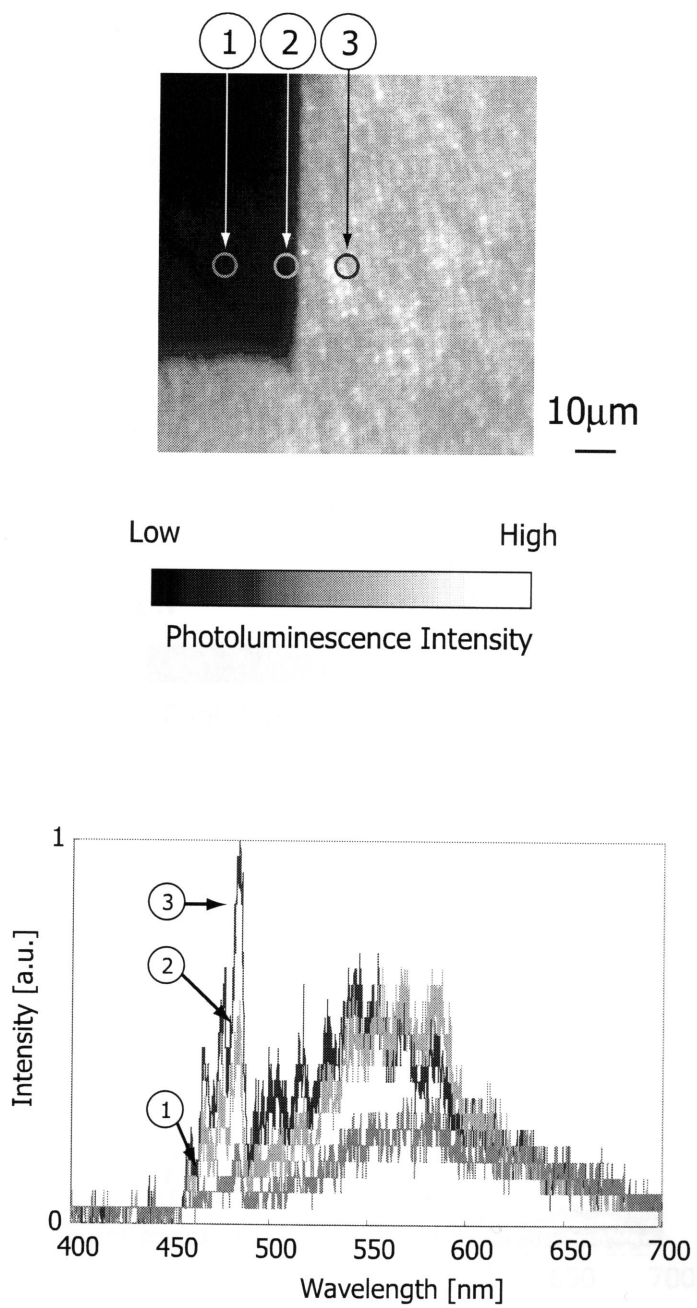 1 2 3
10μm
Low High
Photoluminescence Intensity
1
3
2
1
0
Intensity [a.u.]
400 450 500 550 600 650 700
Wavelength [nm]